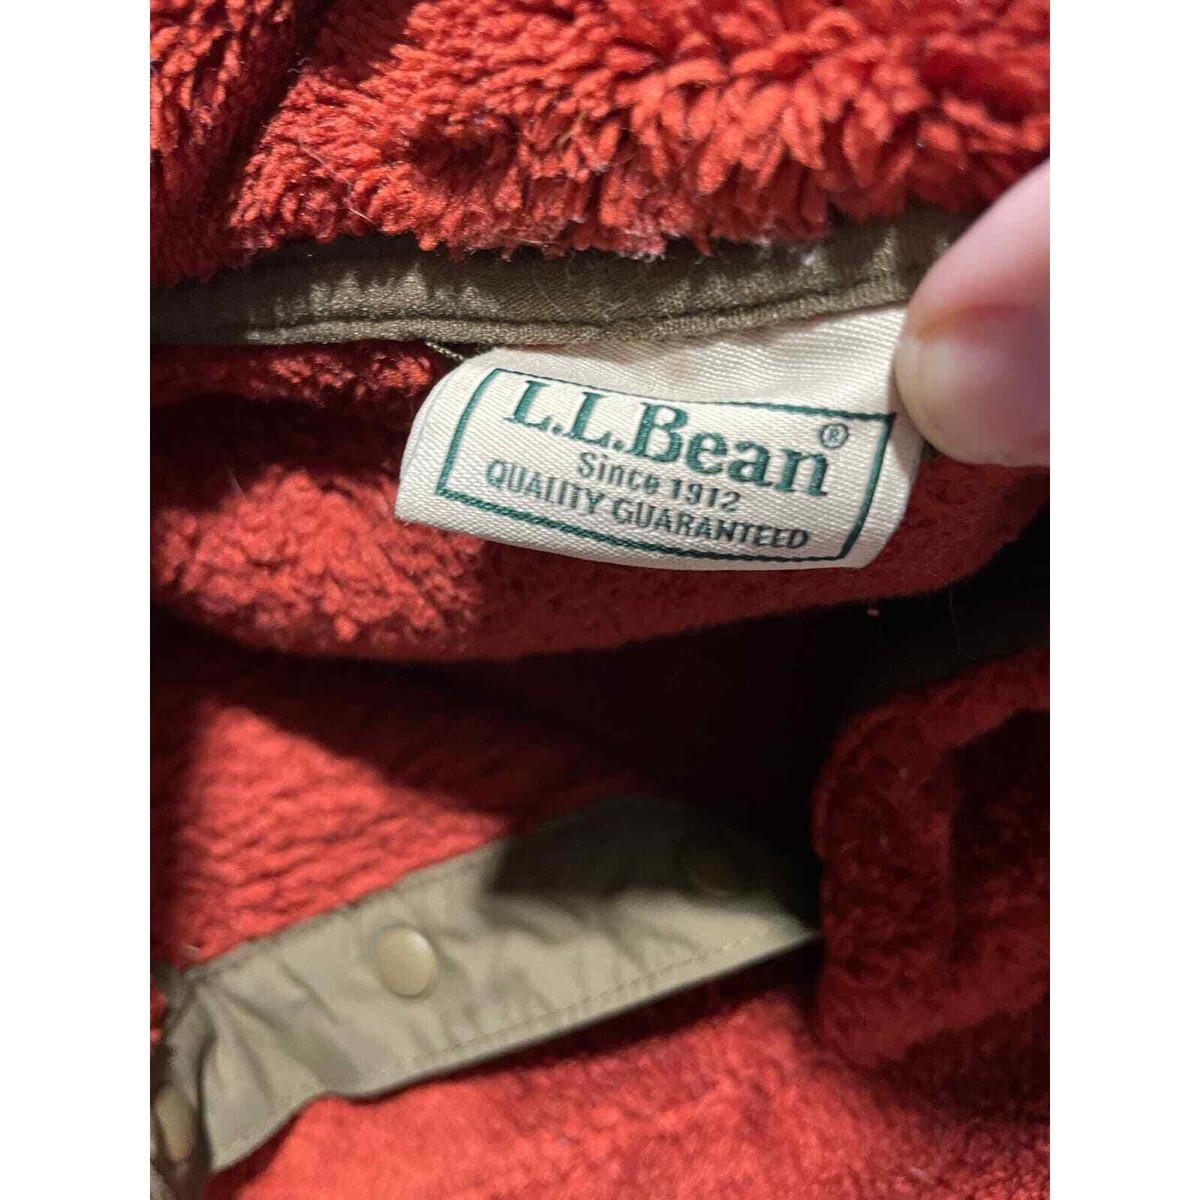 L.L.Bean®
Since 1912
QUALITY GUARANTEED